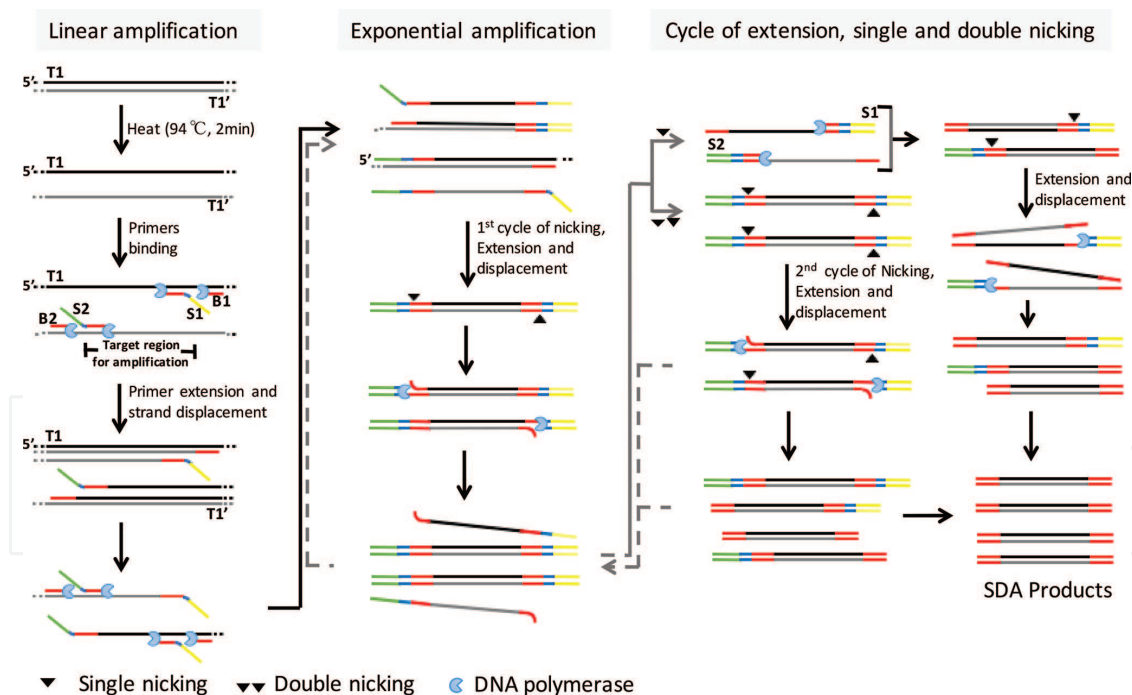 Linear amplification
Exponential amplification
Cycle of extension, single and double nicking
5’
T1
T1’
Heat (94 ℃, 2min)
T1
T1’
Primers
binding
T1
5’
S2
S1
B1
B2
Target region
for amplification
Primer extension and
strand displacement
5’
T1
T1’
5’
1st cycle of nicking,
Extension and
displacement
S1
S2
2nd cycle of Nicking,
Extension and
displacement
Extension and
displacement
SDA Products
Single nicking
Double nicking
DNA polymerase